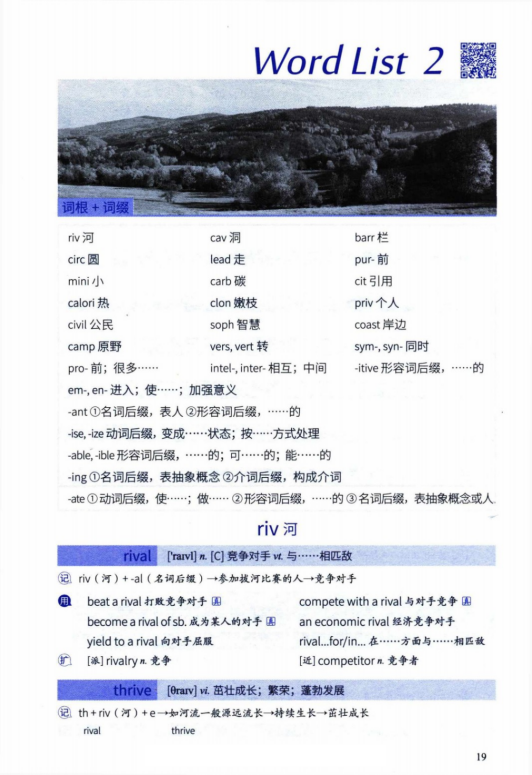 Word List 2
词根 + 词缀
riv 河 cav 洞 barr 栏
circ 圆 lead 走 pur- 前
mini 小 carb 碳 cit 引用
calori 热 clon 嫩枝 priv 个人
civil 公民 soph 智慧 coast 岸边
camp 原野 vers, vert 转 sym-, syn- 同时
pro- 前；很多…… intel-, inter- 相互；中间 -itive 形容词后缀，……的
em-, en- 进入；使……；加强意义
-ant ①名词后缀，表人 ②形容词后缀，……的
-ise, -ize 动词后缀，变成……状态；按……方式处理
-able, -ible 形容词后缀，……的；可……的；能……的
-ing ①名词后缀，表抽象概念 ②介词后缀，构成介词
-ate ①动词后缀，使……；做…… ②形容词后缀，……的 ③名词后缀，表抽象概念或人
riv 河
rival ['raɪvl] n. [C] 竞争对手 vt. 与……相匹敌
记 riv（河）+ -al（名词后缀）→参加拔河比赛的人→竞争对手
用 beat a rival 打败竞争对手 compete with a rival 与对手竞争
become a rival of sb. 成为某人的对手 an economic rival 经济竞争对手
yield to a rival 向对手屈服 rival...for/in... 在……方面与……相匹敌
扩 [派] rivalry n. 竞争 [近] competitor n. 竞争者
thrive [θraɪv] vi. 茁壮成长；繁荣；蓬勃发展
记 th + riv（河）+ e→如河流一般源远流长→持续生长→茁壮成长
rival thrive
19